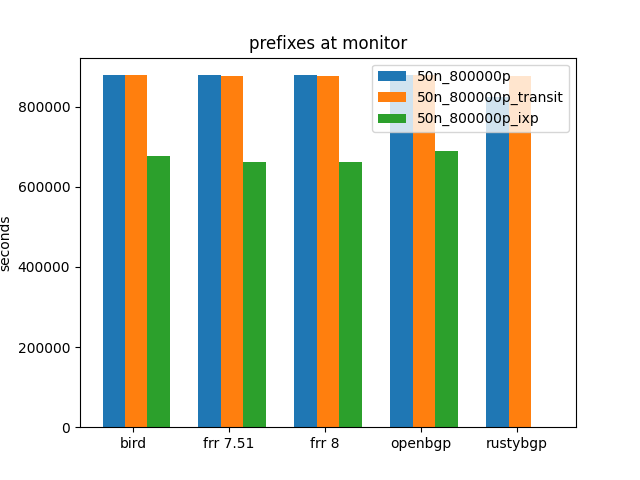 prefixes at monitor
50n_800000p
50n_800000p_transit
50n_800000p_ixp
800000
600000
400000
200000
0
seconds
bird
frr 7.51
frr 8
openbgp
rustybgp